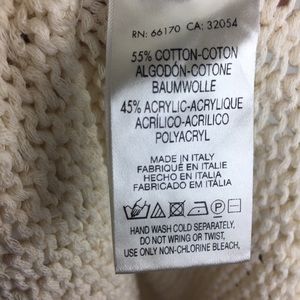 RN: 66170 CA: 32054
55% COTTON-COTON
ALGODÓN-COTONE
BAUMWOLLE
45% ACRYLIC-ACRYLIQUE
ACRÍLICO-ACRILICO
POLYACRYL
MADE IN ITALY
FABRIQUÉ EN ITALIE
HECHO EN ITALIA
FABRICADO EM ITÁLIA
HAND WASH COLD SEPARATELY,
DO NOT WRING OR TWIST,
USE ONLY NON-CHLORINE BLEACH,